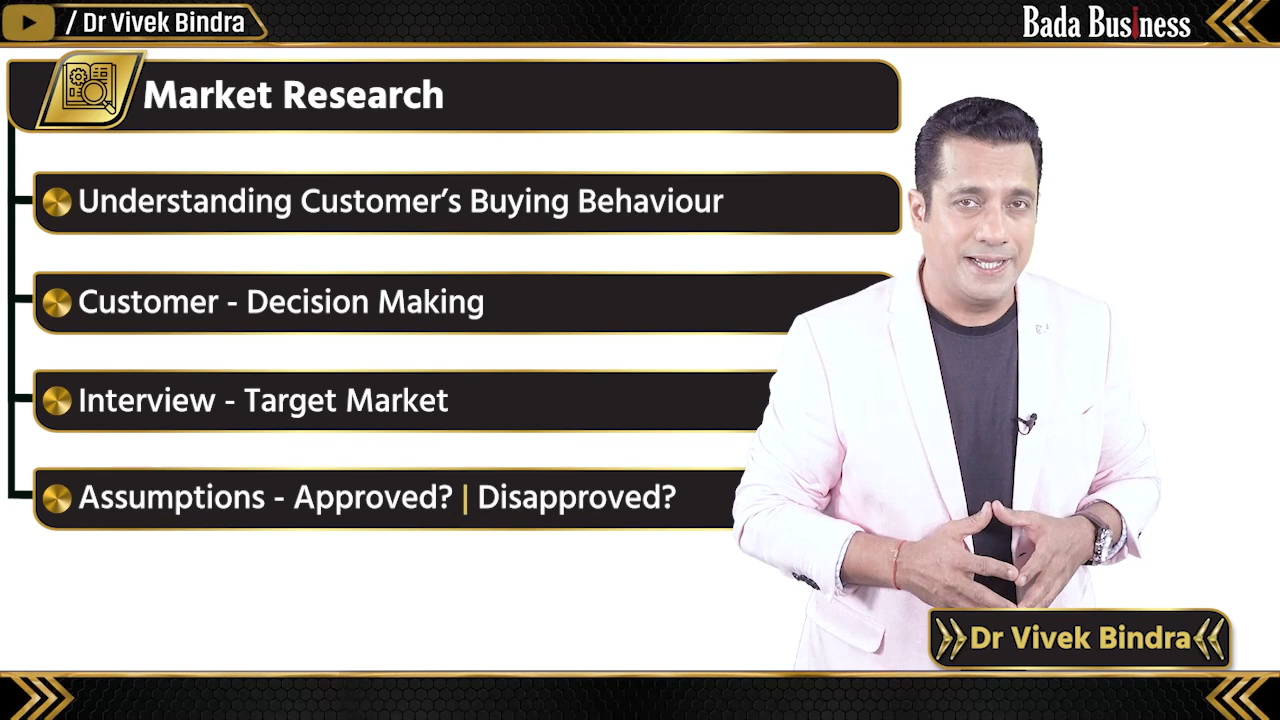 / Dr Vivek Bindra
Bada Business
Market Research
Understanding Customer's Buying Behaviour
Customer - Decision Making
Interview - Target Market
Assumptions - Approved? | Disapproved?
Dr Vivek Bindra